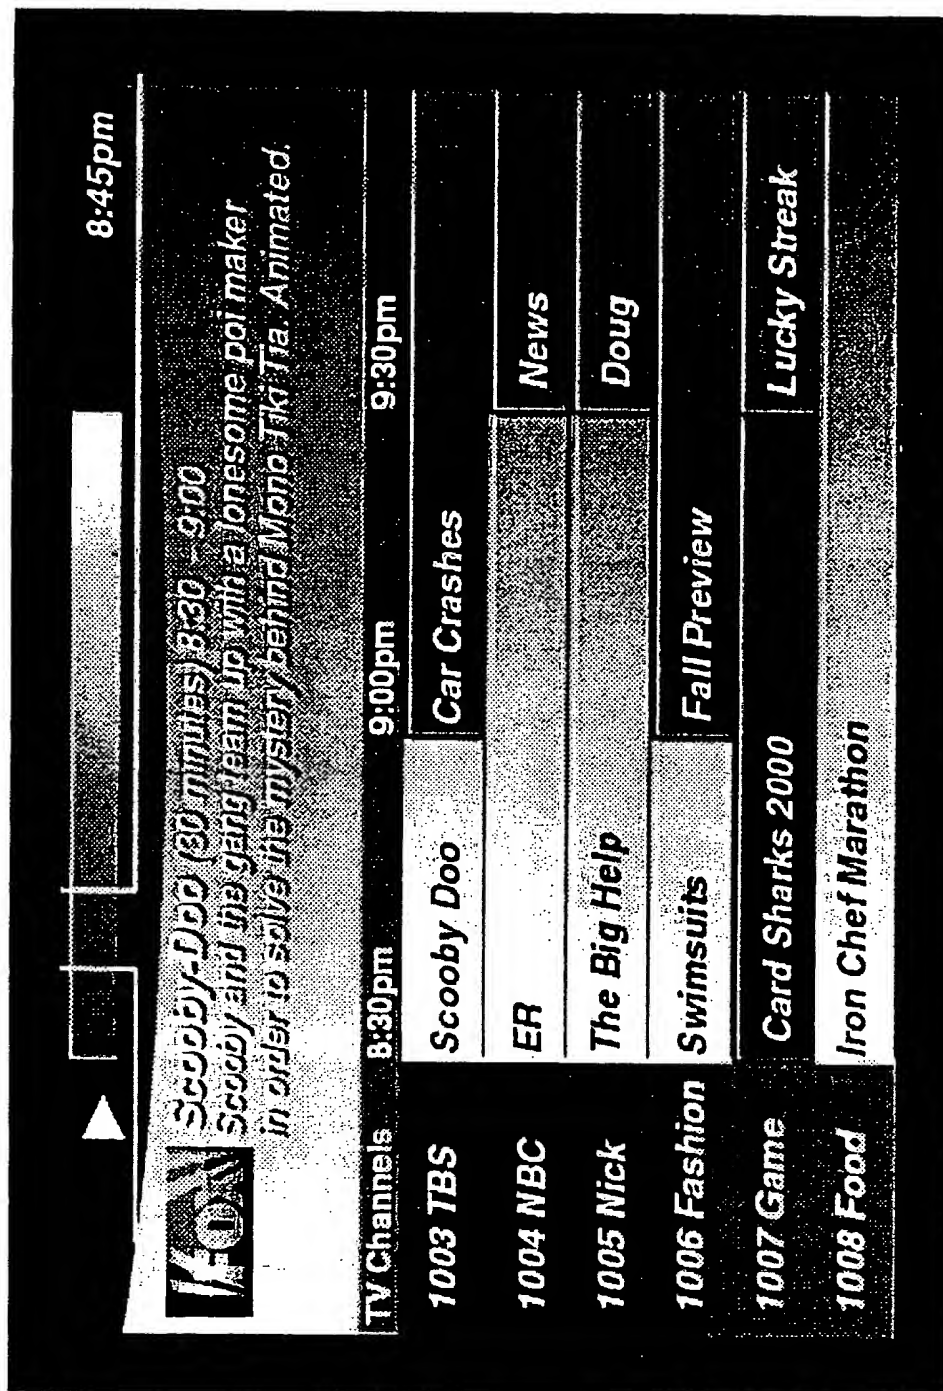 8:45pm
Scooby-Doo (30 minutes) 8:30 - 9:00
Scooby and the gang team up with a lonesome poi maker
in order to solve the mystery behind Mono Tiki Tia. Animated.
TV Channels 8:30pm 9:00pm 9:30pm
1003 TBS Scooby Doo Car Crashes
1004 NBC ER News
1005 Nick The Big Help Doug
1006 Fashion Swimsuits Fall Preview
1007 Game Card Sharks 2000 Lucky Streak
1008 Food Iron Chef Marathon